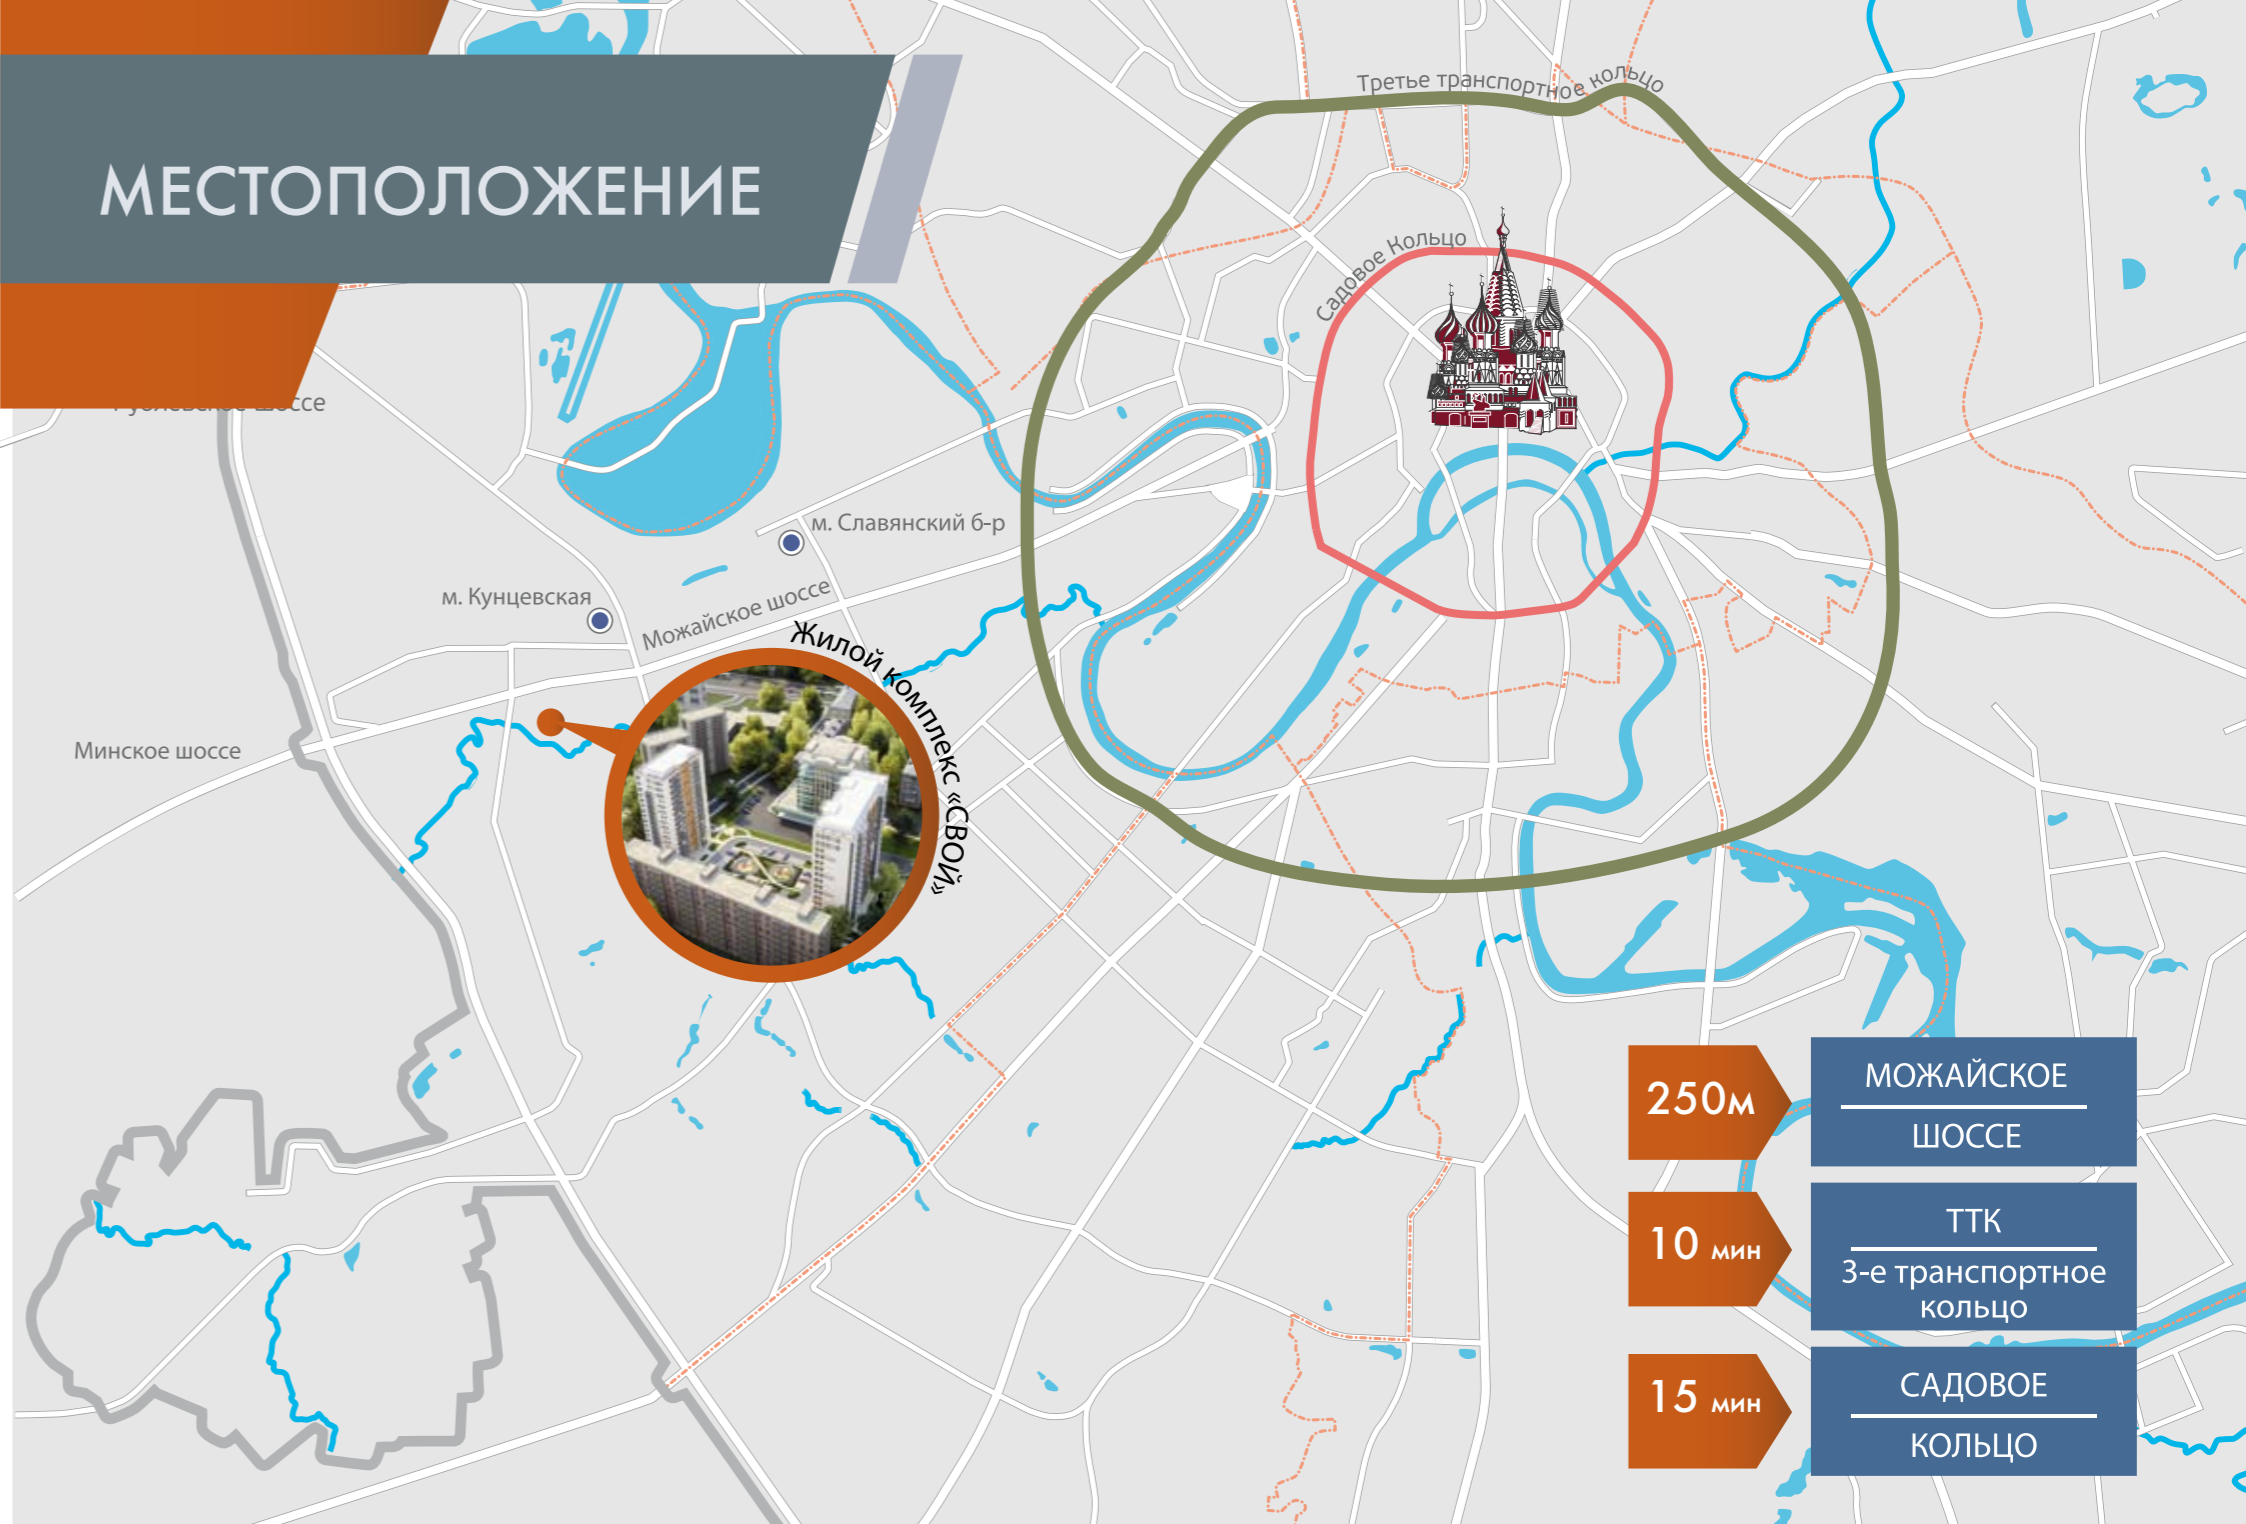 МЕСТОПОЛОЖЕНИЕ
Третье транспортное кольцо
Садовое Кольцо
шоссе
м. Славянский б-р
м. Кунцевская
Можайское шоссе
Жилой комплекс «СВОЙ»
Минское шоссе
250м
МОЖАЙСКОЕ
ШОССЕ
10 мин
ТТК
3-е транспортное
кольцо
15 мин
САДОВОЕ
КОЛЬЦО